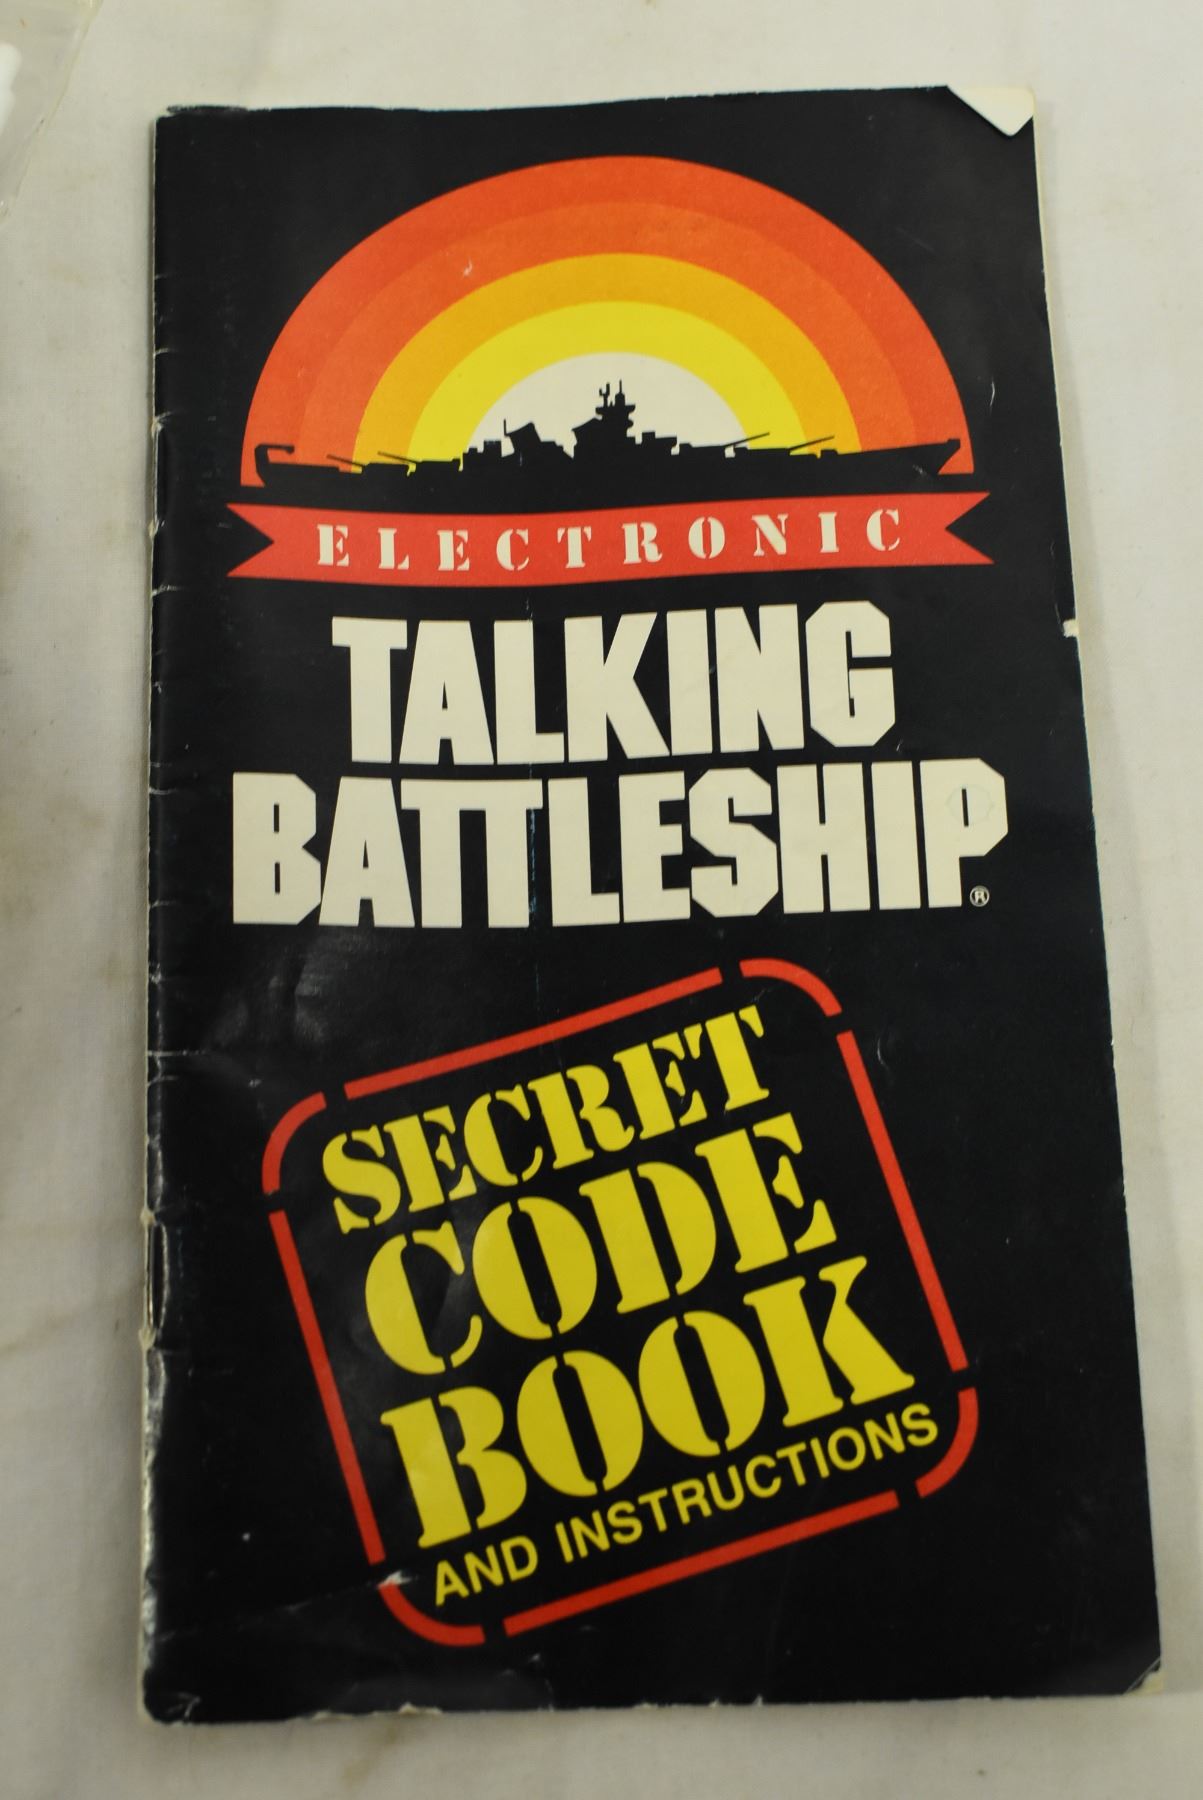 ELECTRONIC
TALKING
BATTLESHIP®
SECRET
CODE
BOOK
AND INSTRUCTIONS